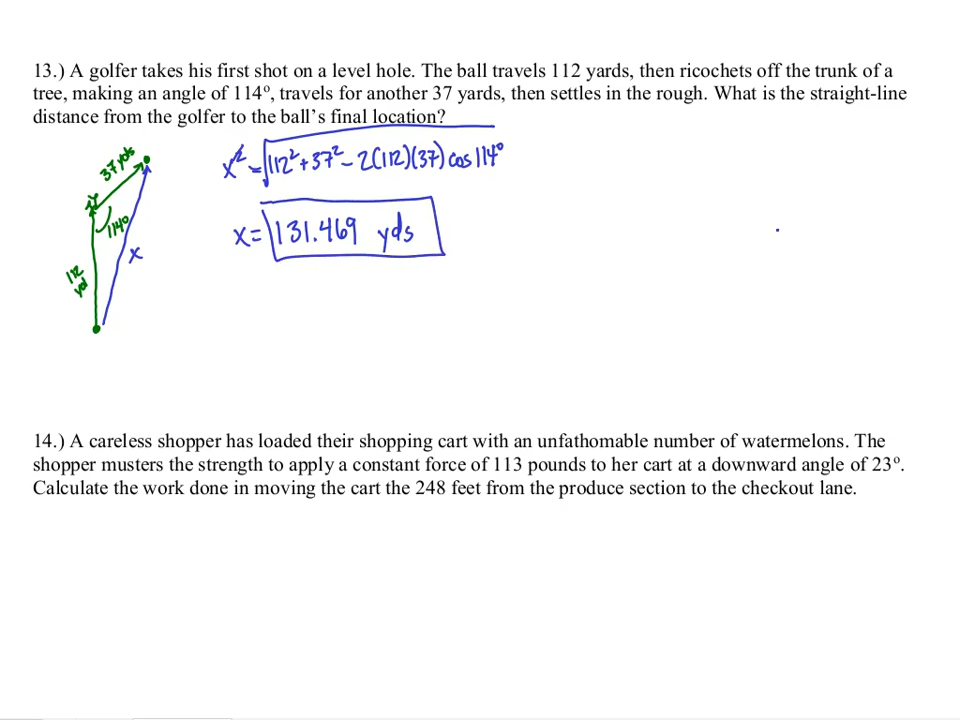 13.) A golfer takes his first shot on a level hole. The ball travels 112 yards, then ricochets off the trunk of a
tree, making an angle of 114º, travels for another 37 yards, then settles in the rough. What is the straight-line
distance from the golfer to the ball’s final location?
37 yds
114°
x
112
yd
x² = √112² + 37² - 2(112)(37) cos 114°
x = 131.469 yds
14.) A careless shopper has loaded their shopping cart with an unfathomable number of watermelons. The
shopper musters the strength to apply a constant force of 113 pounds to her cart at a downward angle of 23º.
Calculate the work done in moving the cart the 248 feet from the produce section to the checkout lane.